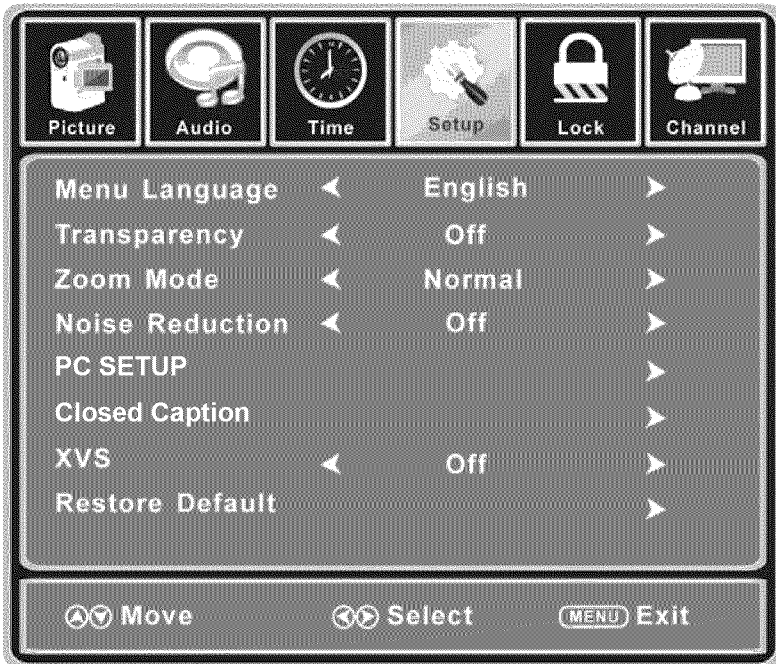 Picture Audio Time Setup Lock Channel
Menu Language English
Transparency Off
Zoom Mode Normal
Noise Reduction Off
PC SETUP
Closed Caption
XVS Off
Restore Default
Move Select MENU Exit